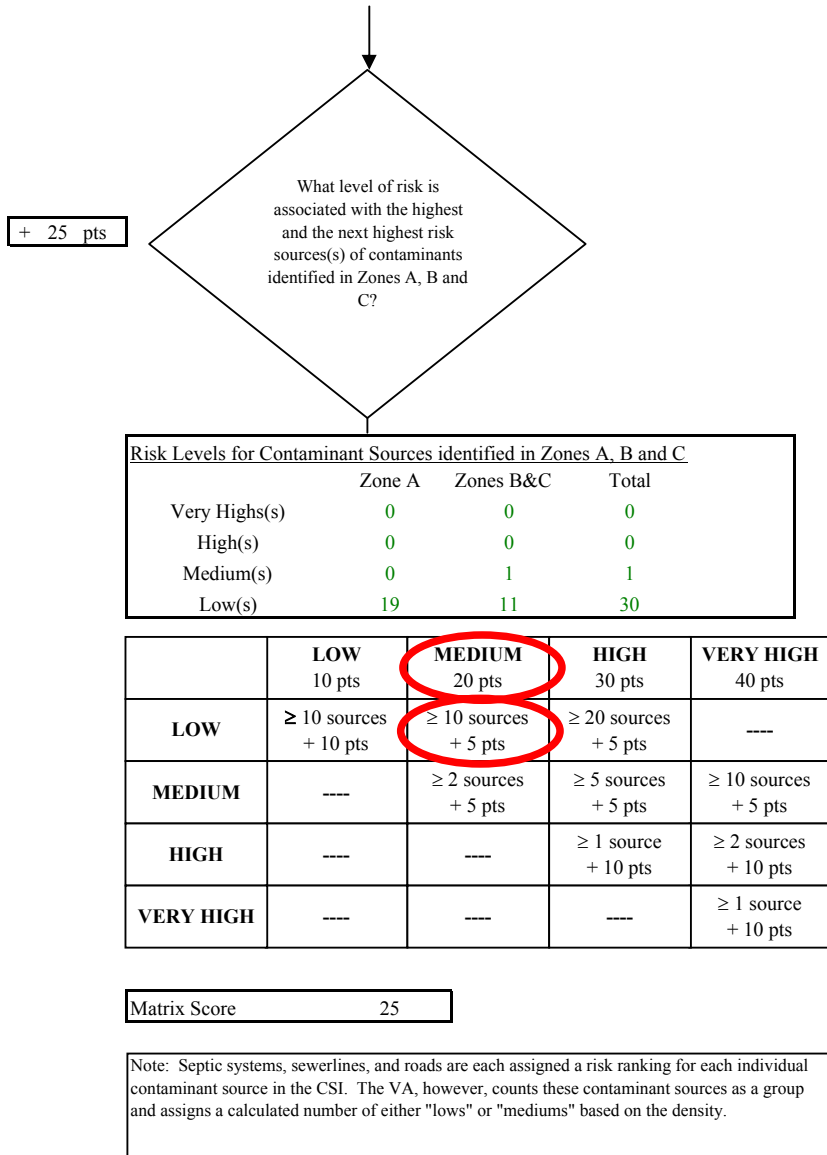 What level of risk is
associated with the highest
and the next highest risk
sources(s) of contaminants
identified in Zones A, B and
C?
+ 25 pts
Risk Levels for Contaminant Sources identified in Zones A, B and C
Zone A Zones B&C Total
Very Highs(s) 0 0 0
High(s) 0 0 0
Medium(s) 0 1 1
Low(s) 19 11 30
LOW MEDIUM HIGH VERY HIGH
10 pts 20 pts 30 pts 40 pts
LOW ≥ 10 sources ≥ 10 sources ≥ 20 sources ----
+ 10 pts + 5 pts + 5 pts
MEDIUM ---- ≥ 2 sources ≥ 5 sources ≥ 10 sources
+ 5 pts + 5 pts + 5 pts
HIGH ---- ---- ≥ 1 source ≥ 2 sources
+ 10 pts + 10 pts
VERY HIGH ---- ---- ---- ≥ 1 source
+ 10 pts
Matrix Score 25
Note: Septic systems, sewerlines, and roads are each assigned a risk ranking for each individual
contaminant source in the CSI. The VA, however, counts these contaminant sources as a group
and assigns a calculated number of either "lows" or "mediums" based on the density.